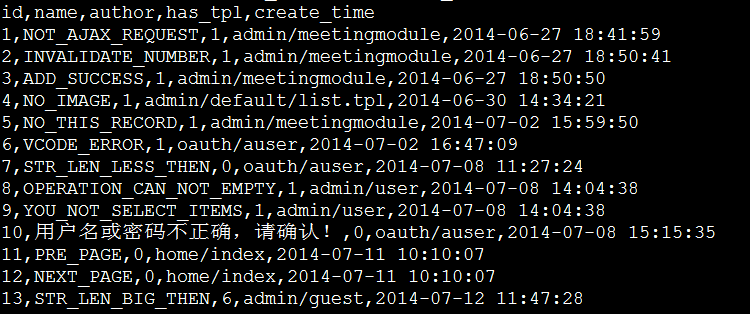 id,name,author,has_tpl,create_time
1,NOT_AJAX_REQUEST,1,admin/meetingmodule,2014-06-27 18:41:59
2,INVALIDATE_NUMBER,1,admin/meetingmodule,2014-06-27 18:50:41
3,ADD_SUCCESS,1,admin/meetingmodule,2014-06-27 18:50:50
4,NO_IMAGE,1,admin/default/list.tpl,2014-06-30 14:34:21
5,NO_THIS_RECORD,1,admin/meetingmodule,2014-07-02 15:59:50
6,VCODE_ERROR,1,oauth/auser,2014-07-02 16:47:09
7,STR_LEN_LESS_THEN,0,oauth/auser,2014-07-08 11:27:24
8,OPERATION_CAN_NOT_EMPTY,1,admin/user,2014-07-08 14:04:38
9,YOU_NOT_SELECT_ITEMS,1,admin/user,2014-07-08 14:04:38
10,用户名或密码不正确，请确认！,0,oauth/auser,2014-07-08 15:15:35
11,PRE_PAGE,0,home/index,2014-07-11 10:10:07
12,NEXT_PAGE,0,home/index,2014-07-11 10:10:07
13,STR_LEN_BIG_THEN,6,admin/guest,2014-07-12 11:47:28